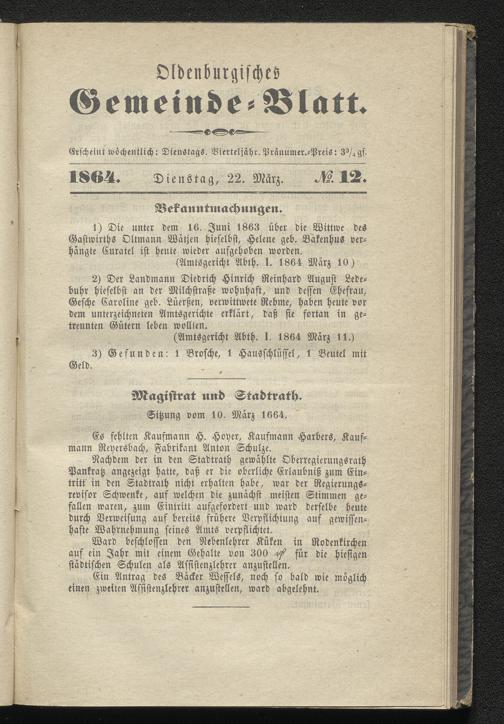 Oldenburgisches
Gemeinde-Blatt.
Erscheint wöchentlich: Dienstags. Vierteljähr. Pränumer.-Preis: 3¾ gſ.
1864. Dienstag, 22. März. № 12.
Bekanntmachungen.
1) Die unter dem 16. Juni 1863 über die Wittwe des
Gastwirths Oltmann Wätjen hieselbst, Helene geb. Bakenhus ver-
hängte Curatel ist heute wieder aufgehoben worden.
(Amtsgericht Abth. I. 1864 März 10)
2) Der Landmann Diedrich Hinrich Reinhard August Lede-
buhr hieselbst an der Milchstraße wohnhaft, und dessen Ehefrau,
Gesche Caroline geb. Lüerßen, verwittwete Rehme, haben heute vor
dem unterzeichneten Amtsgerichte erklärt, daß sie fortan in ge-
trennten Gütern leben wollen.
(Amtsgericht Abth. I. 1864 März 11.)
3) Gefunden: 1 Brosche, 1 Hausschlüssel, 1 Beutel mit
Geld.
Magistrat und Stadtrath.
Sitzung vom 10. März 1664.
Es fehlten Kaufmann H. Hoyer, Kaufmann Harbers, Kauf-
mann Reyersbach, Fabrikant Anton Schulze.
Nachdem der in den Stadtrath gewählte Oberregierungsrath
Pankratz angezeigt hatte, daß er die oberliche Erlaubniß zum Ein-
tritt in den Stadtrath nicht erhalten habe, war der Regierungs-
revisor Schwenke, auf welchen die zunächst meisten Stimmen ge-
fallen waren, zum Eintritt aufgefordert und ward derselbe heute
durch Verweisung auf bereits frühere Verpflichtung auf gewissen-
hafte Wahrnehmung seines Amts verpflichtet.
Ward beschlossen den Nebenlehrer Küken in Rodenkirchen
auf ein Jahr mit einem Gehalte von 300 ₰ für die hiesigen
städtischen Schulen als Assistenzlehrer anzustellen.
Ein Antrag des Bäcker Wessels, noch so bald wie möglich
einen zweiten Assistenzlehrer anzustellen, ward abgelehnt.